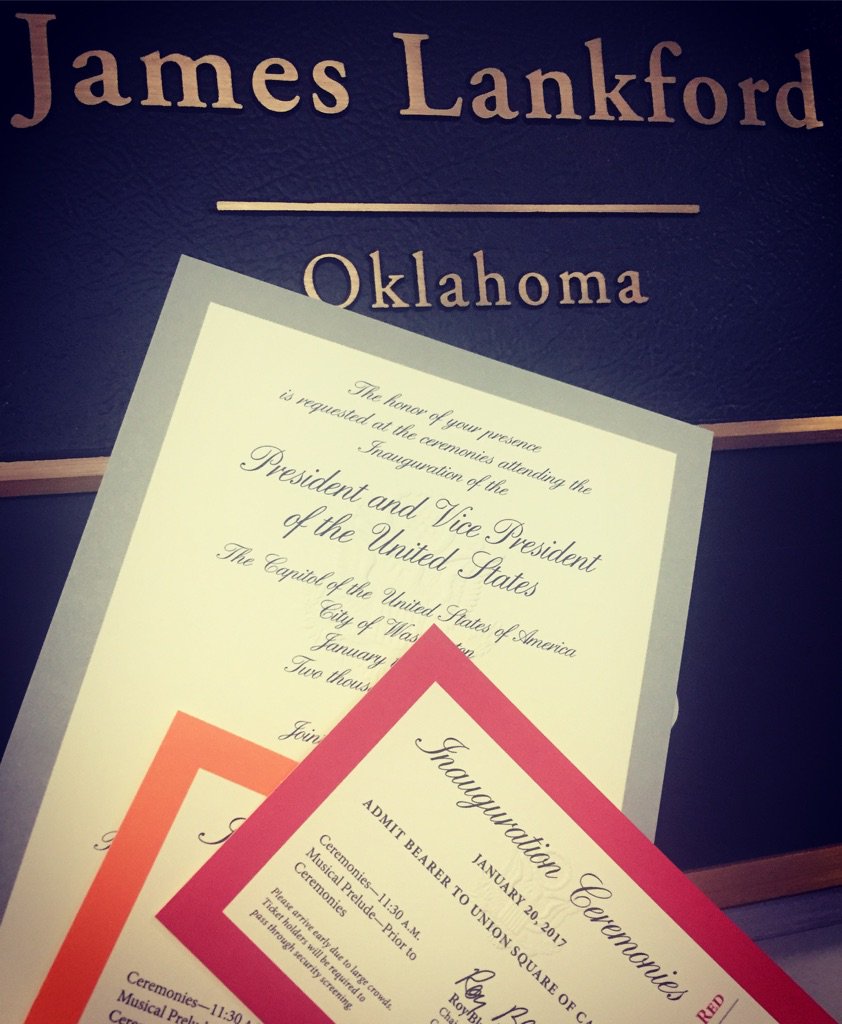 James Lankford
Oklahoma
The honor of your presence
is requested at the ceremonies attending the
Inauguration of the
President and Vice President
of the United States
The Capitol of the United States of America
City of
January
Two
Inauguration Ceremonies
JANUARY 20, 2017
ADMIT BEARER TO UNION SQUARE OF
Ceremonies—11:30 A.M.
Musical Prelude—Prior to
Ceremonies
Please arrive early due to large crowds.
Ticket holders will be required to
pass through security screening.
Roy
RED
Ceremonies—11:30
Musical Prelude—